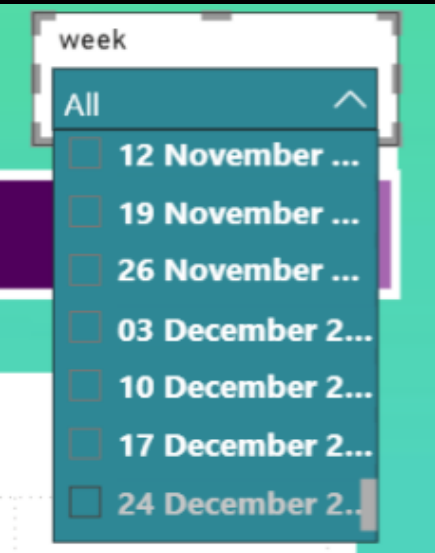 week
All
12 November ...
19 November ...
26 November ...
03 December 2...
10 December 2...
17 December 2...
24 December 2...